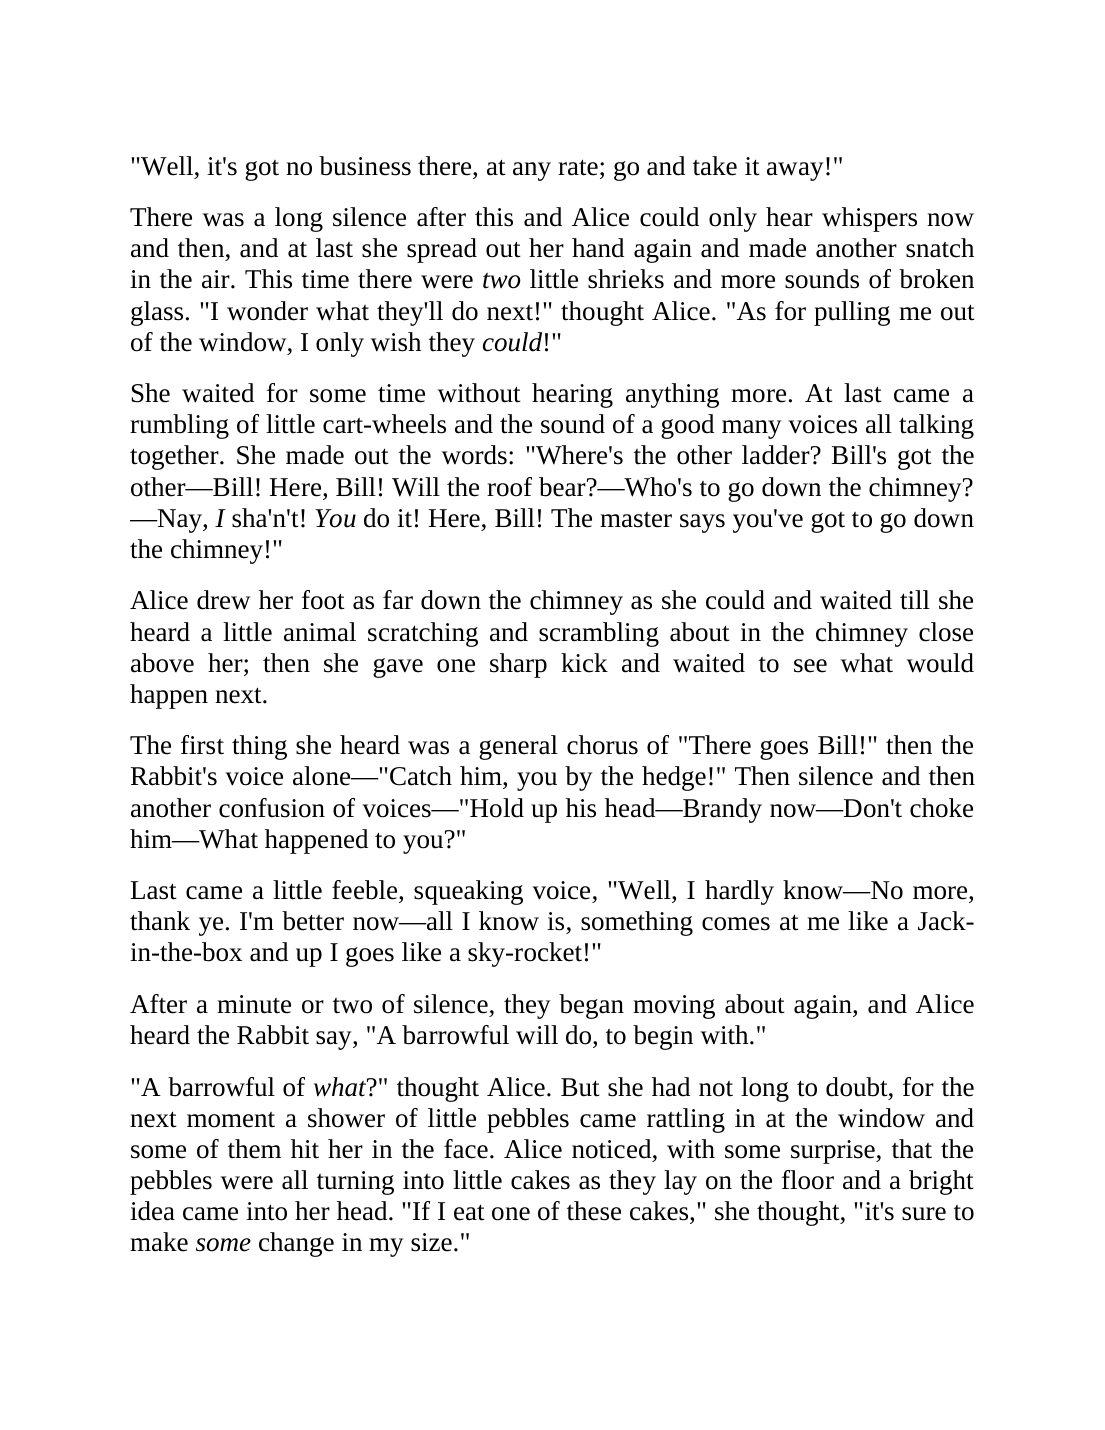 "Well, it's got no business there, at any rate; go and take it away!"
There was a long silence after this and Alice could only hear whispers now
and then, and at last she spread out her hand again and made another snatch
in the air. This time there were two little shrieks and more sounds of broken
glass. "I wonder what they'll do next!" thought Alice. "As for pulling me out
of the window, I only wish they could!"
She waited for some time without hearing anything more. At last came a
rumbling of little cart-wheels and the sound of a good many voices all talking
together. She made out the words: "Where's the other ladder? Bill's got the
other—Bill! Here, Bill! Will the roof bear?—Who's to go down the chimney?
—Nay, I sha'n't! You do it! Here, Bill! The master says you've got to go down
the chimney!"
Alice drew her foot as far down the chimney as she could and waited till she
heard a little animal scratching and scrambling about in the chimney close
above her; then she gave one sharp kick and waited to see what would
happen next.
The first thing she heard was a general chorus of "There goes Bill!" then the
Rabbit's voice alone—"Catch him, you by the hedge!" Then silence and then
another confusion of voices—"Hold up his head—Brandy now—Don't choke
him—What happened to you?"
Last came a little feeble, squeaking voice, "Well, I hardly know—No more,
thank ye. I'm better now—all I know is, something comes at me like a Jack-
in-the-box and up I goes like a sky-rocket!"
After a minute or two of silence, they began moving about again, and Alice
heard the Rabbit say, "A barrowful will do, to begin with."
"A barrowful of what?" thought Alice. But she had not long to doubt, for the
next moment a shower of little pebbles came rattling in at the window and
some of them hit her in the face. Alice noticed, with some surprise, that the
pebbles were all turning into little cakes as they lay on the floor and a bright
idea came into her head. "If I eat one of these cakes," she thought, "it's sure to
make some change in my size."